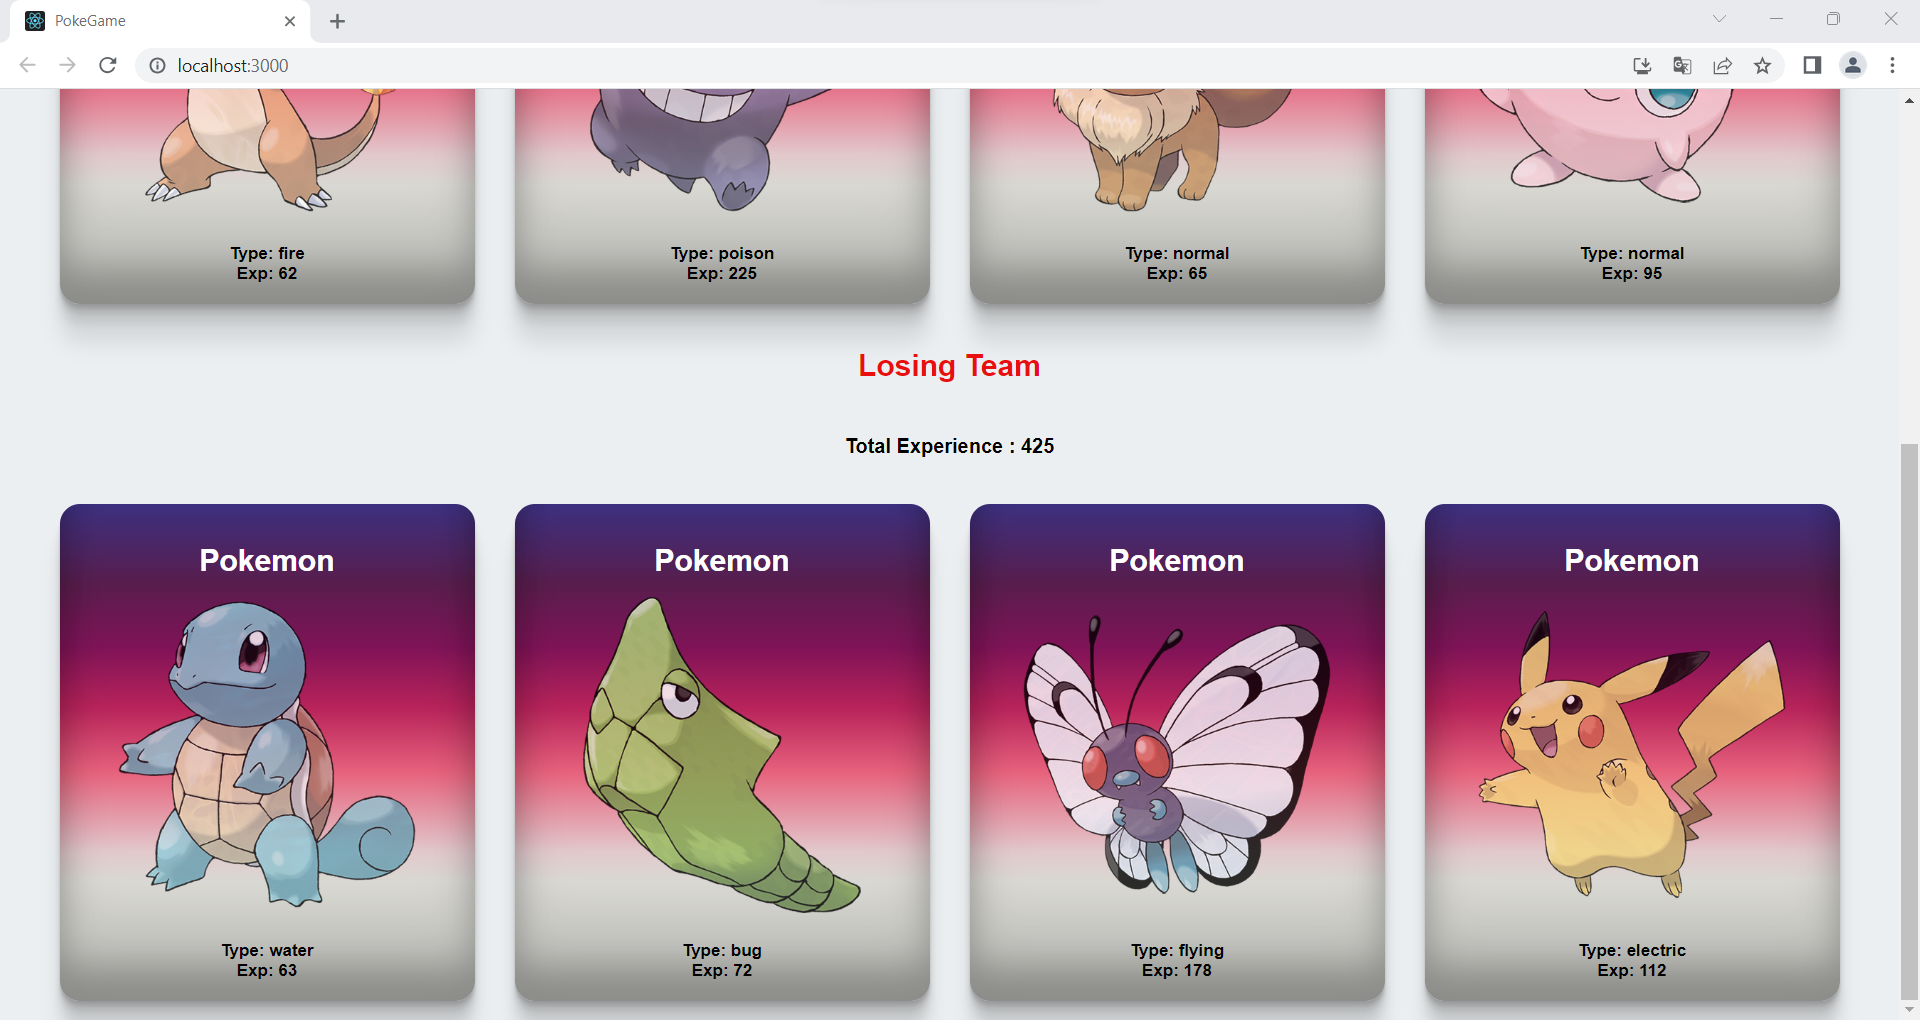 PokeGame
localhost:3000
Type: fire
Exp: 62
Type: poison
Exp: 225
Type: normal
Exp: 65
Type: normal
Exp: 95
Losing Team
Total Experience : 425
Pokemon
Type: water
Exp: 63
Pokemon
Type: bug
Exp: 72
Pokemon
Type: flying
Exp: 178
Pokemon
Type: electric
Exp: 112